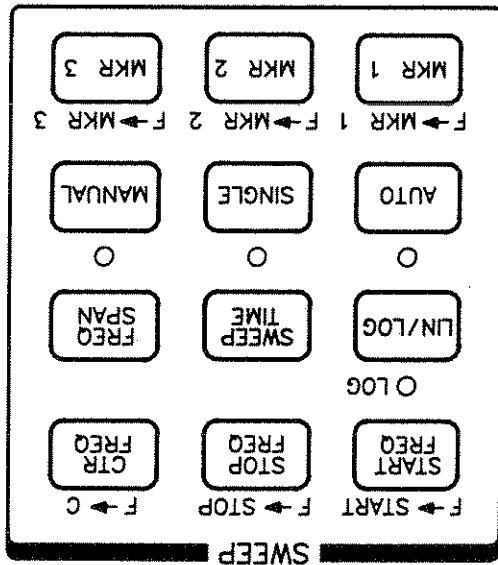 SWEEP
F→START F→STOP F→C
START
FREQ
STOP
FREQ
CTR
FREQ
LOG
LIN/LOG
SWEEP
TIME
FREQ
SPAN
AUTO SINGLE MANUAL
F→MKR 1 F→MKR 2 F→MKR 3
MKR 1 MKR 2 MKR 3